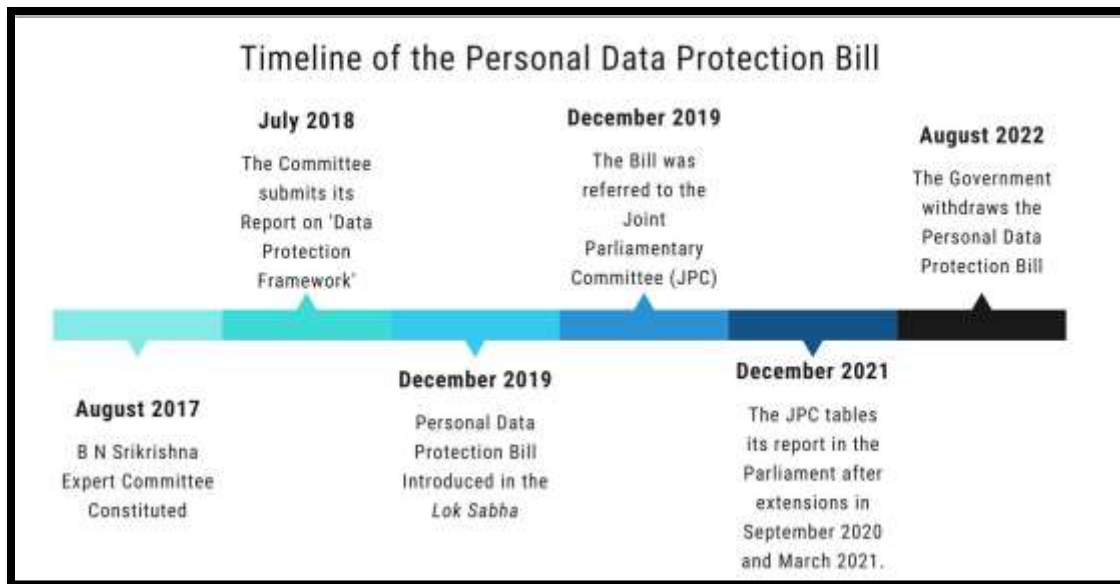 Timeline of the Personal Data Protection Bill
August 2017
B N Srikrishna
Expert Committee
Constituted
July 2018
The Committee
submits its
Report on 'Data
Protection
Framework'
December 2019
Personal Data
Protection Bill
Introduced in the
Lok Sabha
December 2019
The Bill was
referred to the
Joint
Parliamentary
Committee (JPC)
December 2021
The JPC tables
its report in the
Parliament after
extensions in
September 2020
and March 2021.
August 2022
The Government
withdraws the
Personal Data
Protection Bill